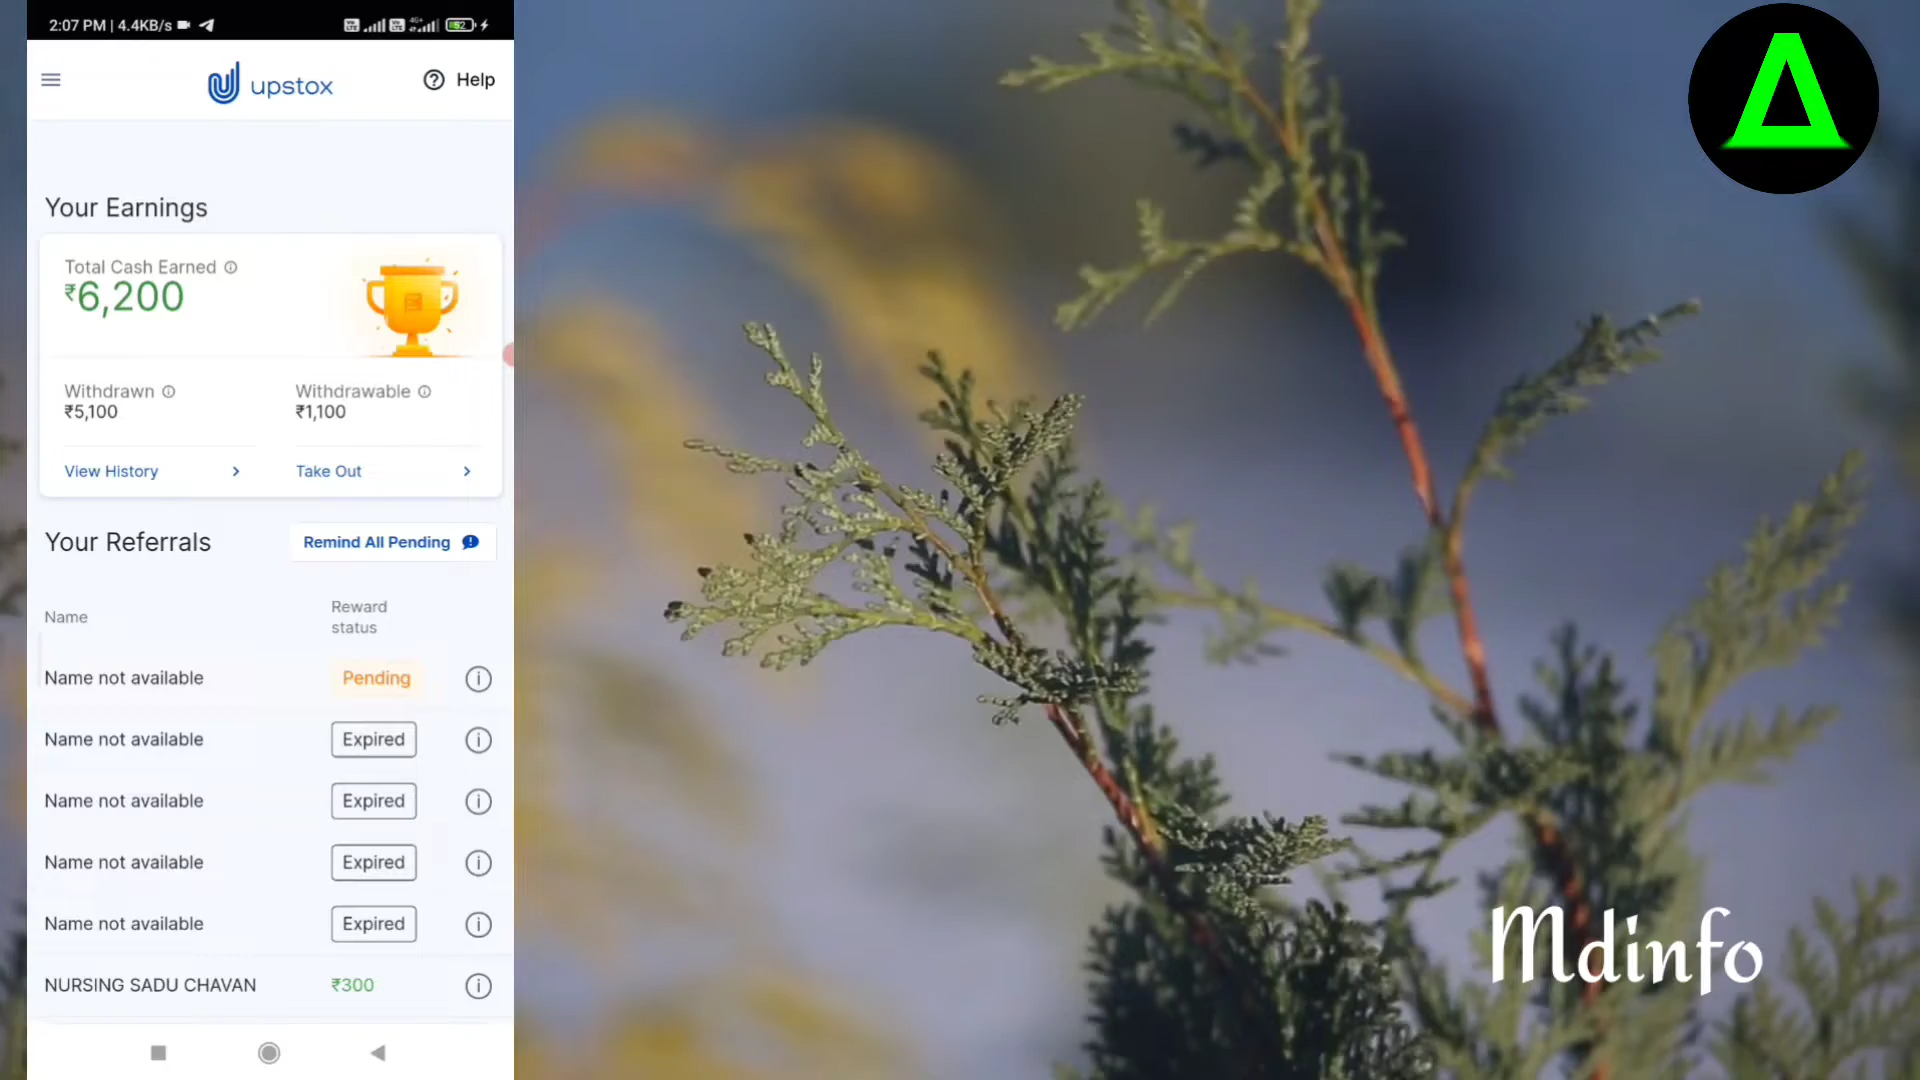 2:07 PM | 4.4KB/s
4G+
52
upstox
Help
Your Earnings
Total Cash Earned
₹6,200
Withdrawn
₹5,100
Withdrawable
₹1,100
View History
Take Out
Your Referrals
Remind All Pending
Name
Reward
status
Name not available
Pending
Name not available
Expired
Name not available
Expired
Name not available
Expired
Name not available
Expired
NURSING SADU CHAVAN
₹300
Mdinfo